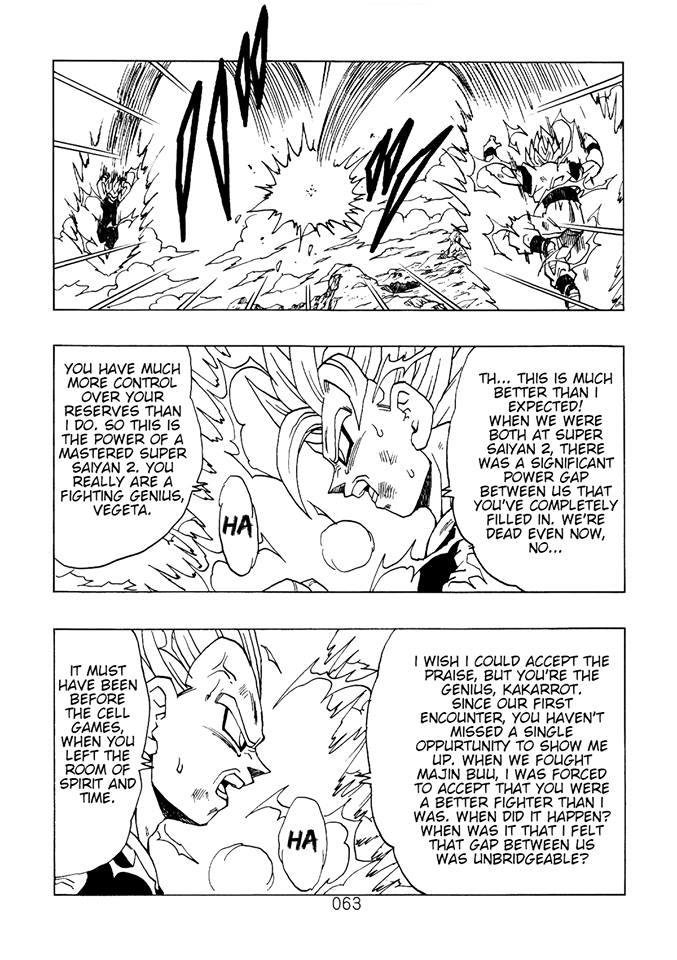 TH... THIS IS MUCH
BETTER THAN I
EXPECTED!
WHEN WE WERE
BOTH AT SUPER
SAIYAN 2, THERE
WAS A SIGNIFICANT
POWER GAP
BETWEEN US THAT
YOU'VE COMPLETELY
FILLED IN. WE'RE
DEAD EVEN NOW,
NO...
YOU HAVE MUCH
MORE CONTROL
OVER YOUR
RESERVES THAN
I DO. SO THIS IS
THE POWER OF A
MASTERED SUPER
SAIYAN 2. YOU
REALLY ARE A
FIGHTING GENIUS,
VEGETA.
HA
I WISH I COULD ACCEPT THE
PRAISE, BUT YOU'RE THE
GENIUS, KAKARROT.
SINCE OUR FIRST
ENCOUNTER, YOU HAVEN'T
MISSED A SINGLE
OPPURTUNITY TO SHOW ME
UP. WHEN WE FOUGHT
MAJIN BUU, I WAS FORCED
TO ACCEPT THAT YOU WERE
A BETTER FIGHTER THAN I
WAS. WHEN DID IT HAPPEN?
WHEN WAS IT THAT I FELT
THAT GAP BETWEEN US
WAS UNBRIDGEABLE?
HA
IT MUST
HAVE BEEN
BEFORE
THE CELL
GAMES,
WHEN YOU
LEFT THE
ROOM OF
SPIRIT AND
TIME.
063